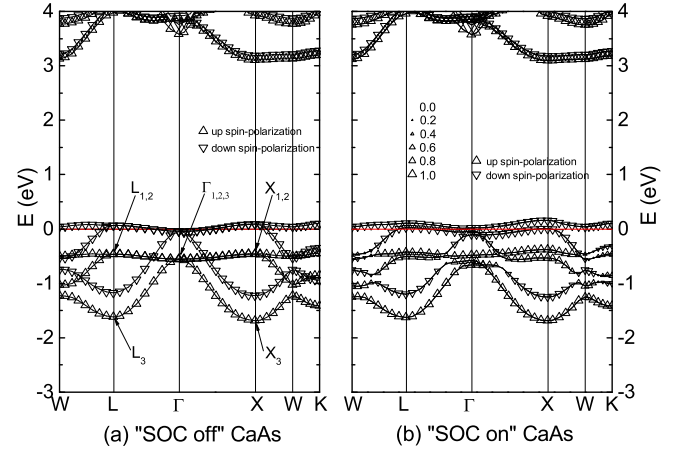 4
3
2
1
0
-1
-2
-3
E (eV)
△ up spin-polarization
▽ down spin-polarization
L1,2
Γ1,2,3
X1,2
L3
X3
W L Γ X W K
(a) "SOC off" CaAs
0.0
0.2
0.4
0.6
0.8
1.0
△ up spin-polarization
▽ down spin-polarization
4
3
2
1
0
-1
-2
-3
E (eV)
W L Γ X W K
(b) "SOC on" CaAs